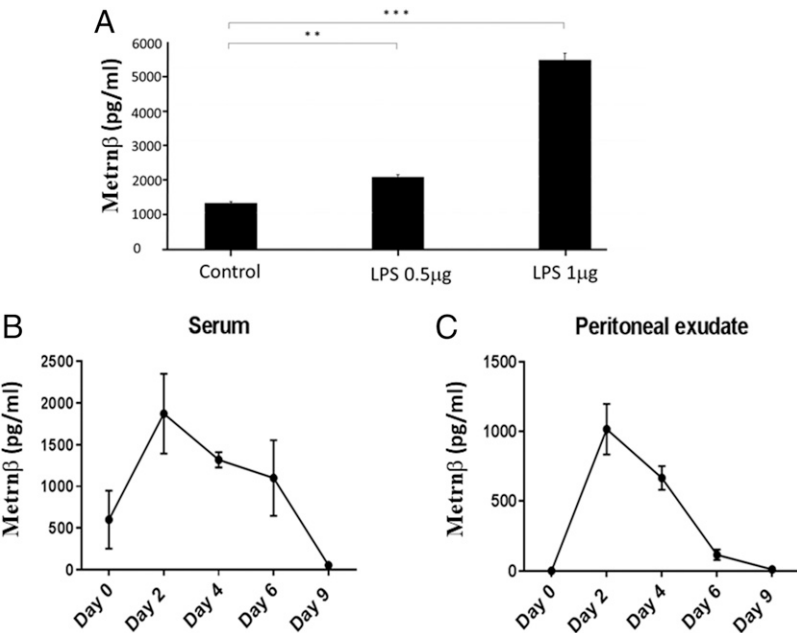 A
***
**
Metrnβ (pg/ml)
6000
5000
4000
3000
2000
1000
0
Control LPS 0.5μg LPS 1μg
B
Serum
Metrnβ (pg/ml)
2500
2000
1500
1000
500
0
Day 0 Day 2 Day 4 Day 6 Day 9
C
Peritoneal exudate
Metrnβ (pg/ml)
1500
1000
500
0
Day 0 Day 2 Day 4 Day 6 Day 9